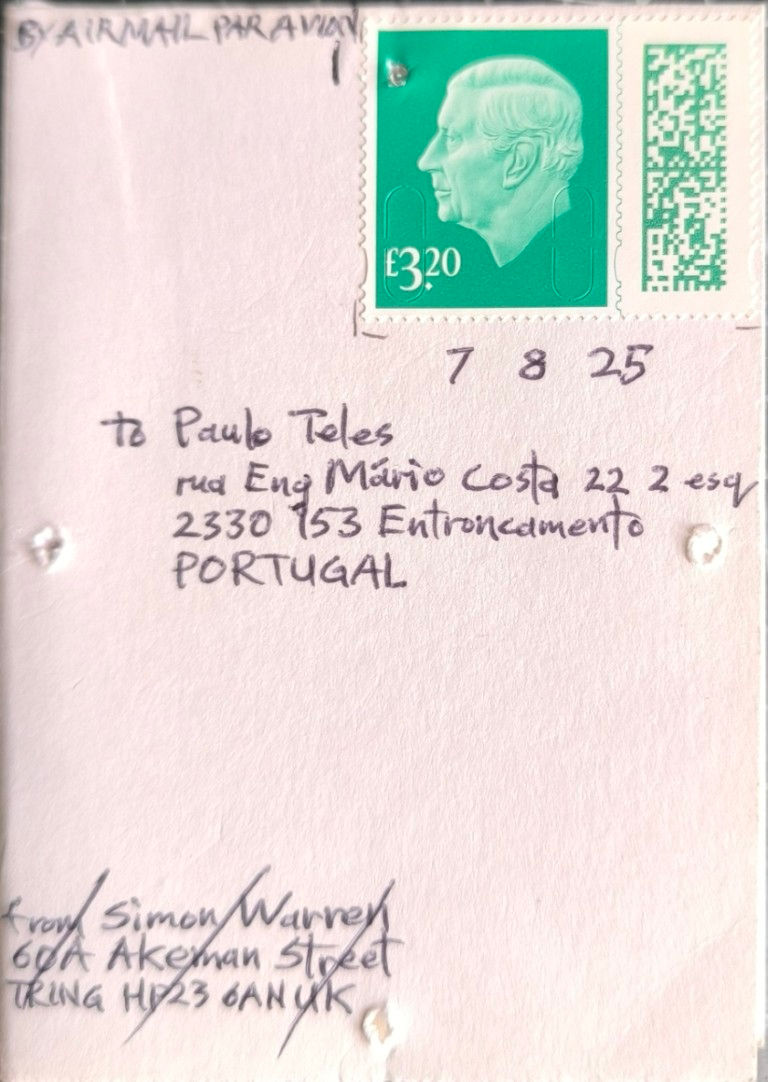 BY AIRMAIL PAR AVION
£3.20
7 8 25
to Paulo Teles
rua Eng Mário Costa 22 2 esq
2330 153 Entroncamento
PORTUGAL
from Simon Warren
60A Akeman Street
TRING HP23 6AN UK